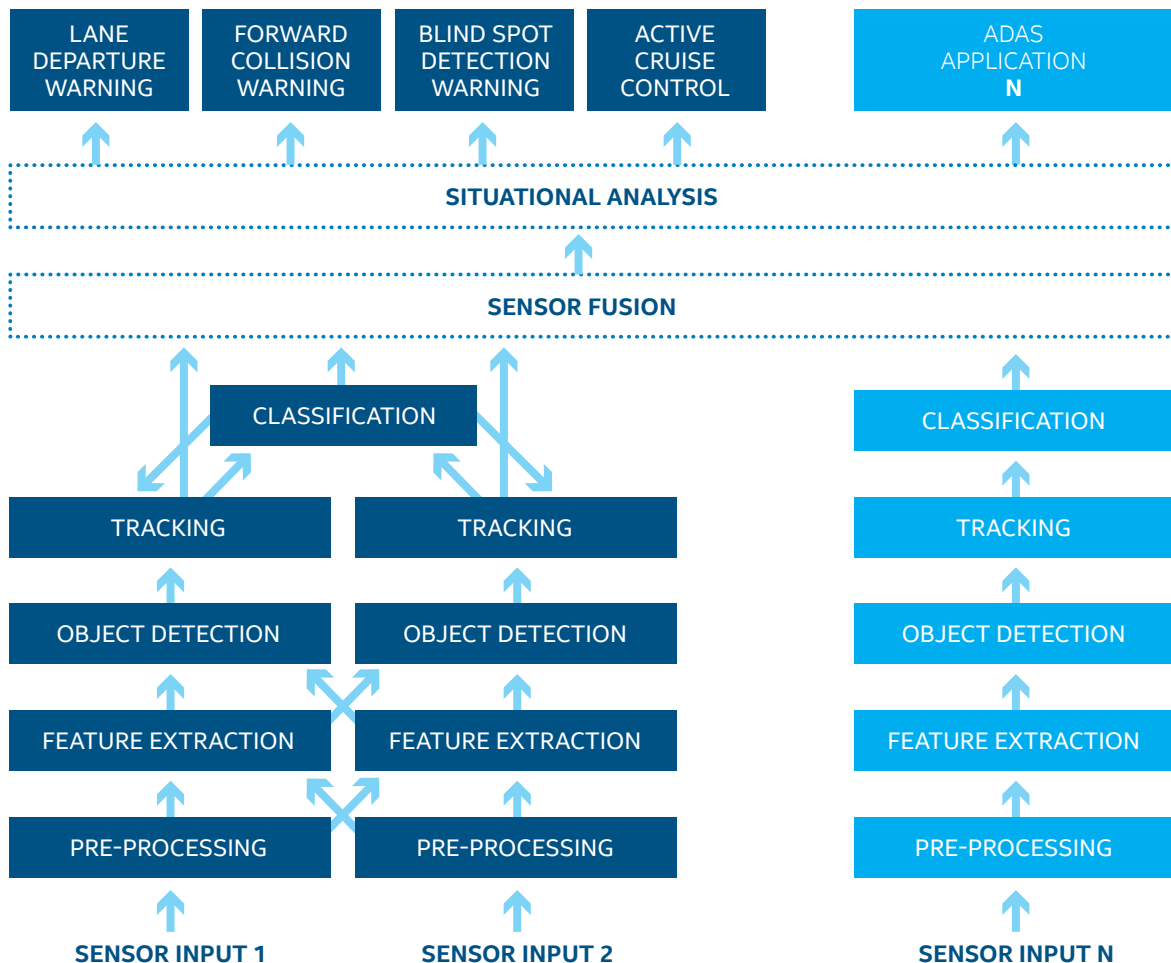 LANE
DEPARTURE
WARNING
FORWARD
COLLISION
WARNING
BLIND SPOT
DETECTION
WARNING
ACTIVE
CRUISE
CONTROL
ADAS
APPLICATION
N
SITUATIONAL ANALYSIS
SENSOR FUSION
CLASSIFICATION
CLASSIFICATION
TRACKING
TRACKING
TRACKING
OBJECT DETECTION
OBJECT DETECTION
OBJECT DETECTION
FEATURE EXTRACTION
FEATURE EXTRACTION
FEATURE EXTRACTION
PRE-PROCESSING
PRE-PROCESSING
PRE-PROCESSING
SENSOR INPUT 1
SENSOR INPUT 2
SENSOR INPUT N